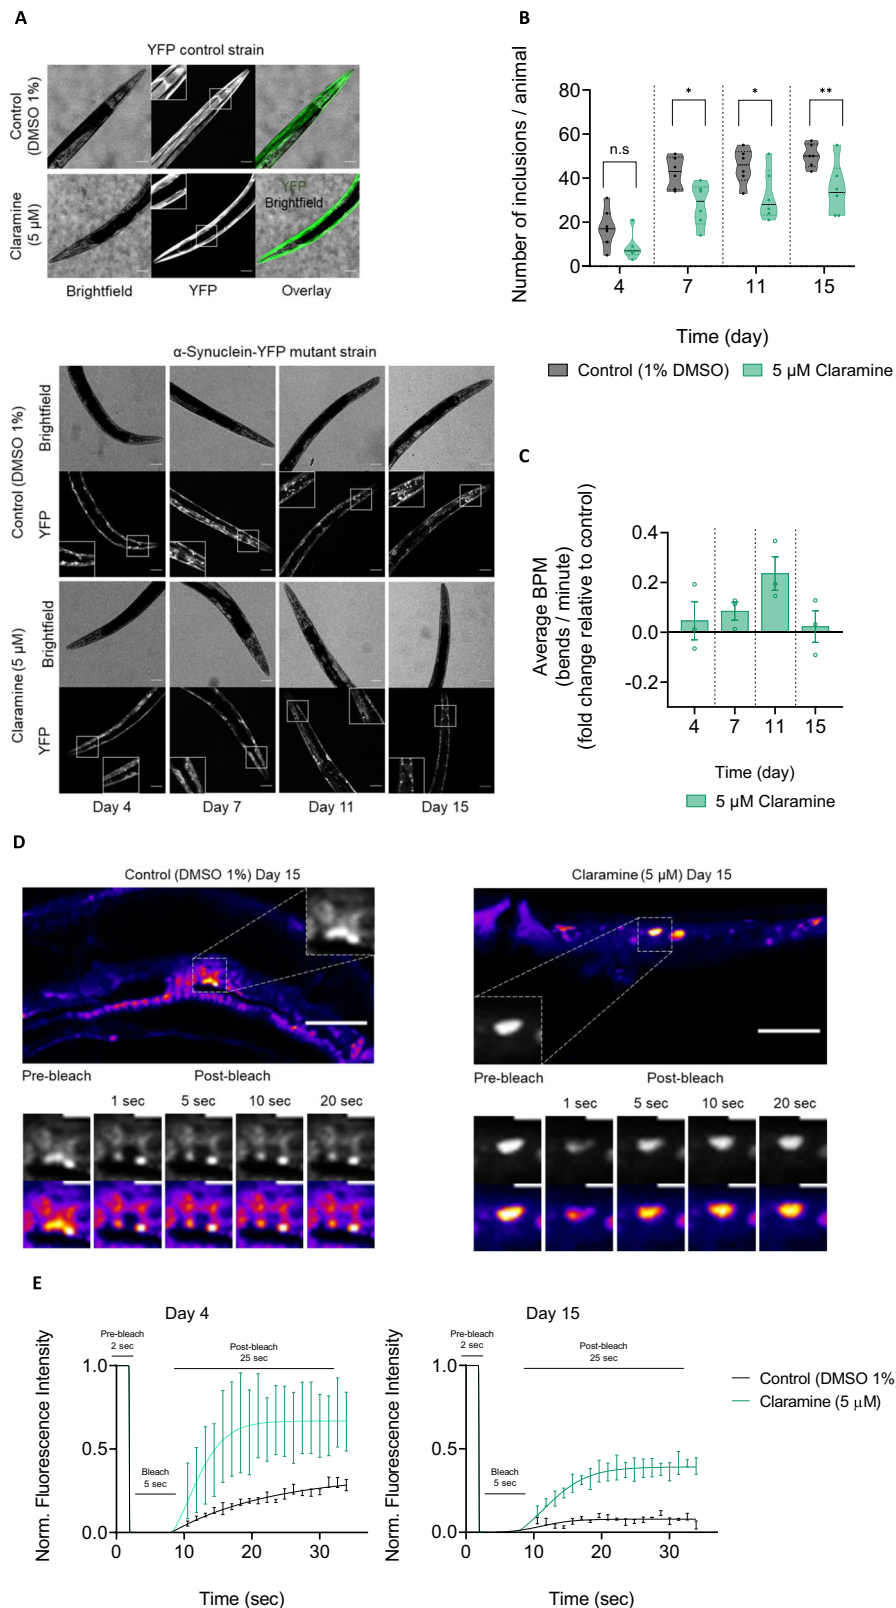 A
YFP control strain
Control
(DMSO 1%)
Claramine
(5 µM)
YFP
Brightfield
Brightfield
YFP
Overlay
α-Synuclein-YFP mutant strain
Control (DMSO 1%)
Brightfield
YFP
Claramine (5 µM)
Brightfield
YFP
Day 4
Day 7
Day 11
Day 15
B
Number of inclusions / animal
80
60
40
20
0
n.s
*
*
**
4
7
11
15
Time (day)
Control (1% DMSO)
5 µM Claramine
C
Average BPM
(bends / minute)
(fold change relative to control)
0.4
0.2
0.0
-0.2
4
7
11
15
Time (day)
5 µM Claramine
D
Control (DMSO 1%) Day 15
Pre-bleach
Post-bleach
1 sec
5 sec
10 sec
20 sec
Claramine (5 µM) Day 15
Pre-bleach
Post-bleach
1 sec
5 sec
10 sec
20 sec
E
Day 4
Norm. Fluorescence Intensity
Pre-bleach
2 sec
Post-bleach
25 sec
Bleach
5 sec
1.0
0.5
0.0
0
10
20
30
Time (sec)
Day 15
Norm. Fluorescence Intensity
Pre-bleach
2 sec
Post-bleach
25 sec
Bleach
5 sec
1.0
0.5
0.0
0
10
20
30
Time (sec)
Control (DMSO 1%
Claramine (5 µM)